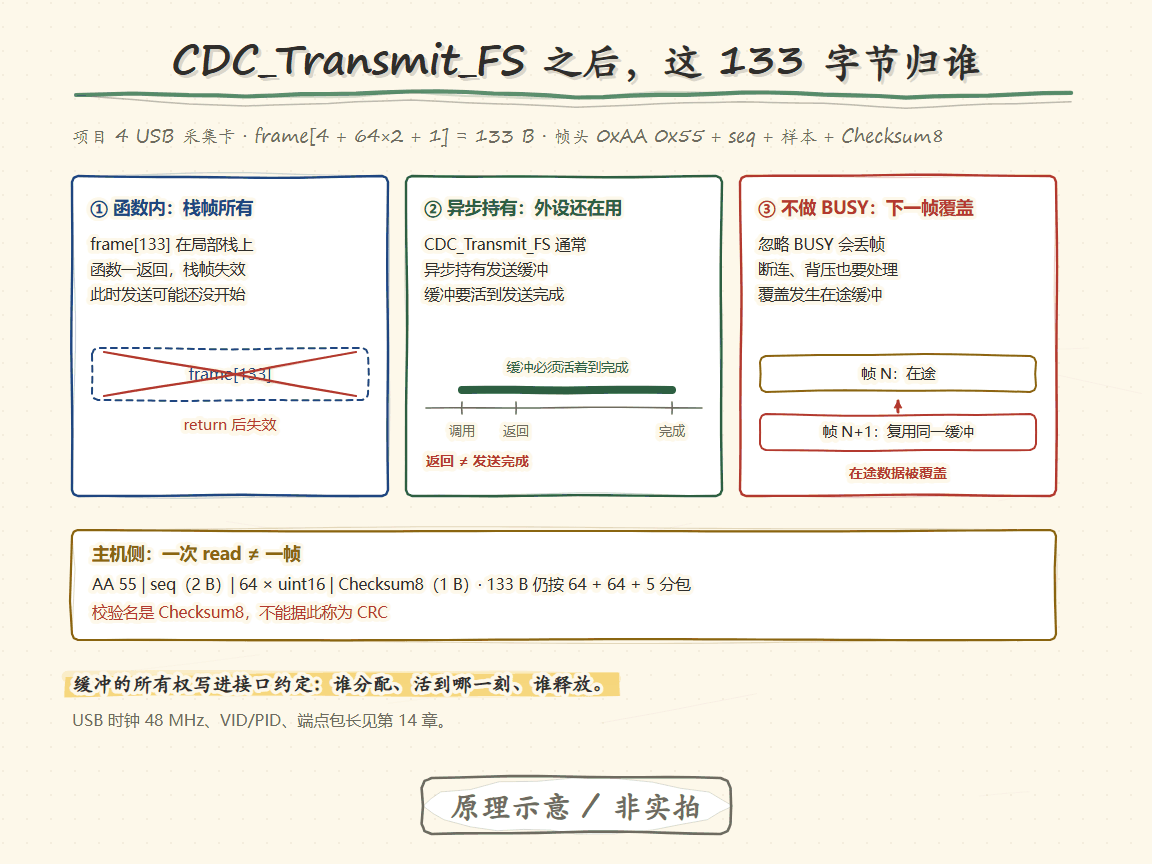 CDC_Transmit_FS 之后，这 133 字节归谁
项目 4 USB 采集卡 · frame[4 + 64×2 + 1] = 133 B · 帧头 0xAA 0x55 + seq + 样本 + Checksum8
① 函数内：栈帧所有
frame[133] 在局部栈上
函数一返回，栈帧失效
此时发送可能还没开始
frame[133]
return 后失效
② 异步持有：外设还在用
CDC_Transmit_FS 通常
异步持有发送缓冲
缓冲要活到发送完成
缓冲必须活着到完成
调用 返回 完成
返回 ≠ 发送完成
③ 不做 BUSY：下一帧覆盖
忽略 BUSY 会丢帧
断连、背压也要处理
覆盖发生在途缓冲
帧 N：在途
帧 N+1：复用同一缓冲
在途数据被覆盖
主机侧：一次 read ≠ 一帧
AA 55 | seq（2 B）| 64 × uint16 | Checksum8（1 B）· 133 B 仍按 64 + 64 + 5 分包
校验名是 Checksum8，不能据此称为 CRC
缓冲的所有权写进接口约定：谁分配、活到哪一刻、谁释放。
USB 时钟 48 MHz、VID/PID、端点包长见第 14 章。
原理示意 / 非实拍